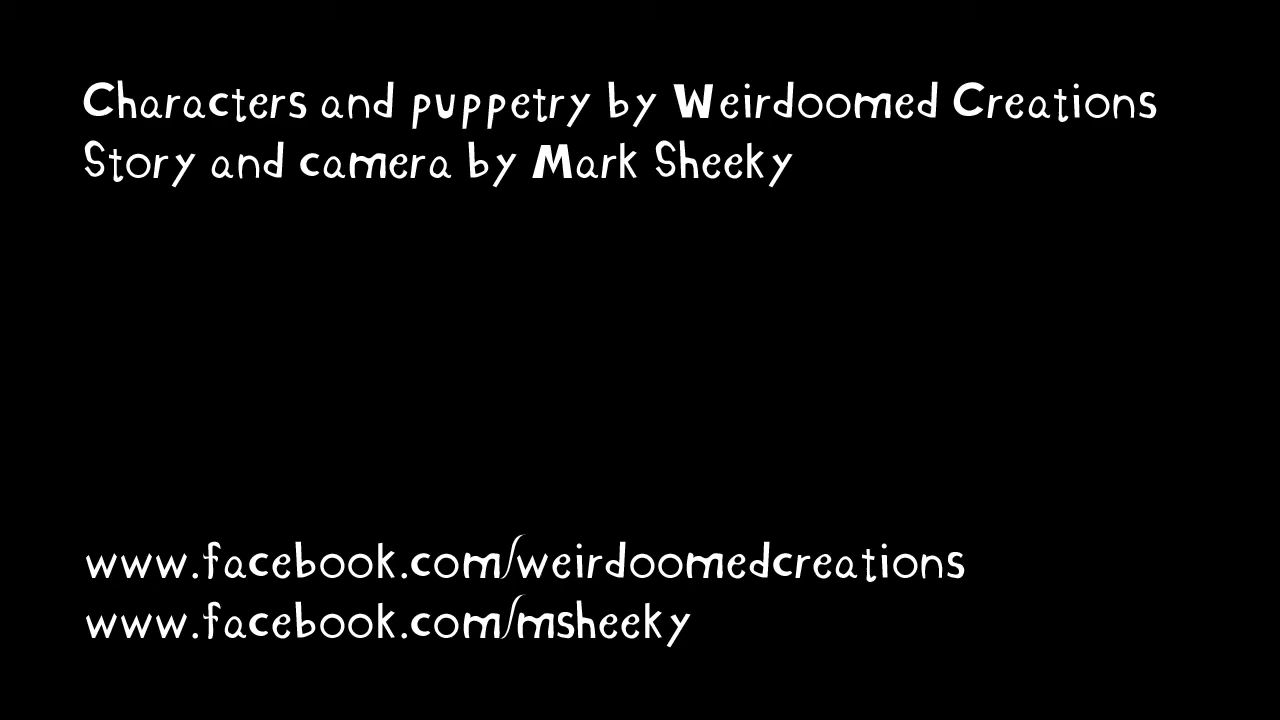 Characters and puppetry by Weirdoomed Creations
Story and camera by Mark Sheeky
www.facebook.com/weirdoomedcreations
www.facebook.com/msheeky